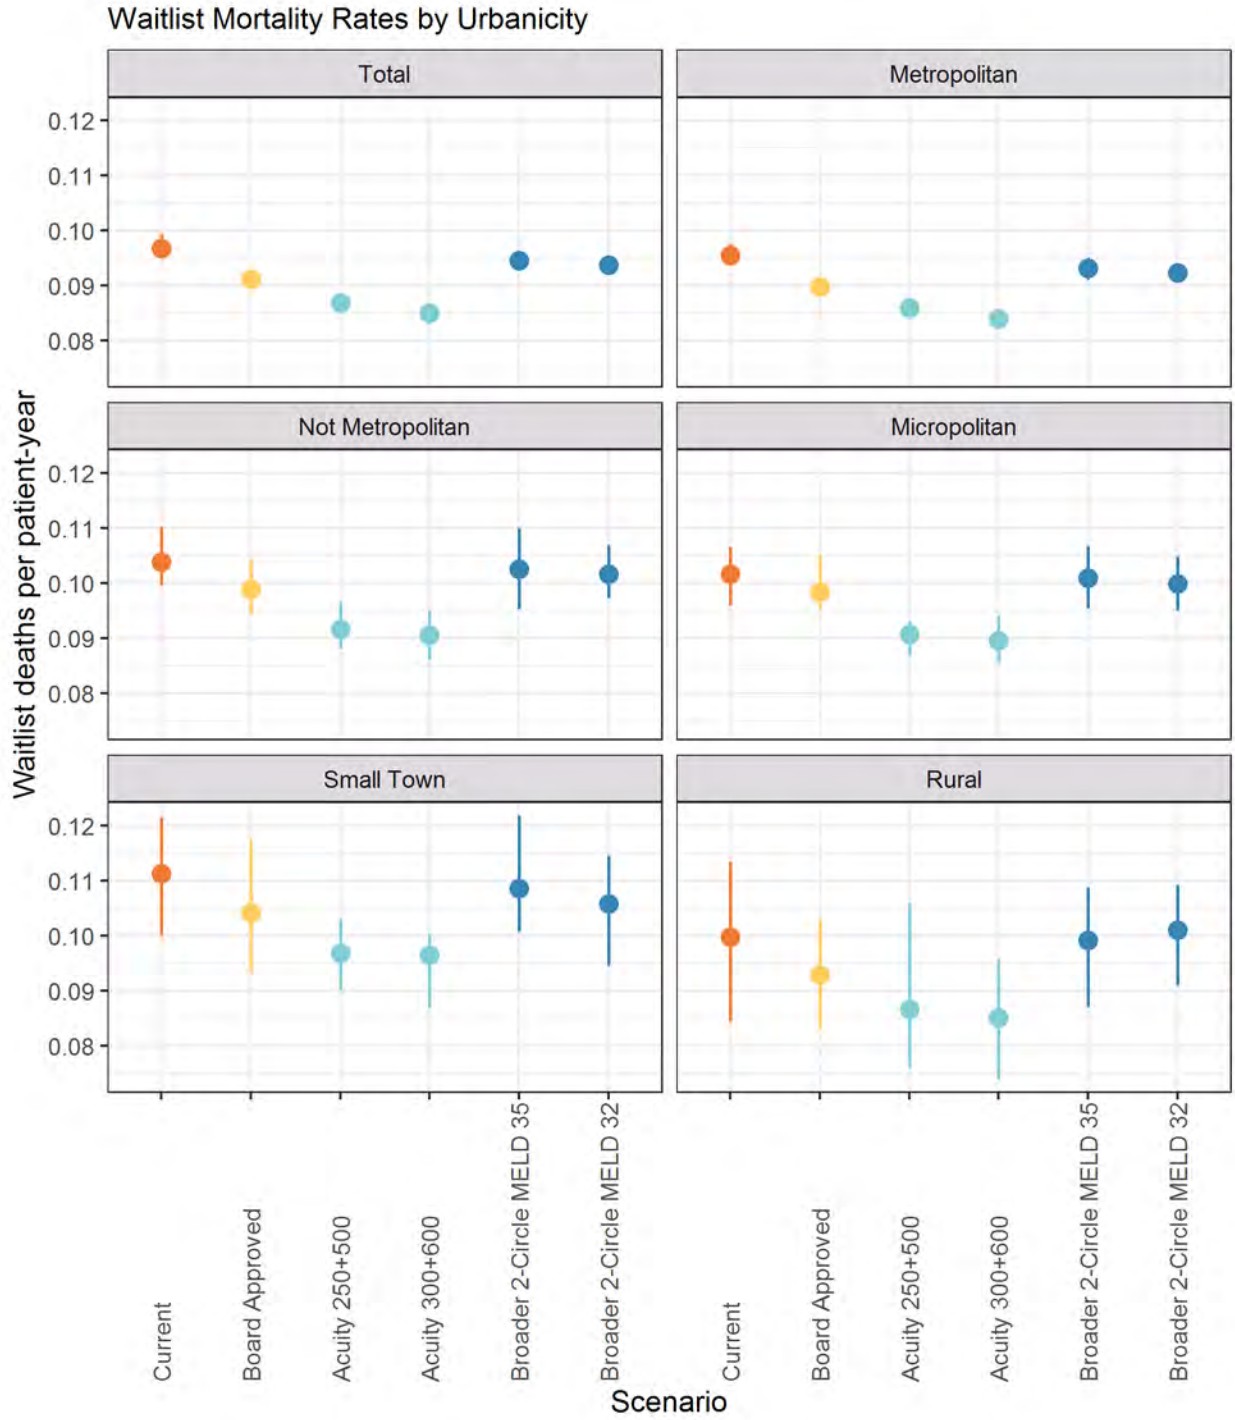 Waitlist Mortality Rates by Urbanicity
Total
Metropolitan
0.12
0.11
0.10
0.09
0.08
Not Metropolitan
Micropolitan
0.12
0.11
0.10
0.09
0.08
Small Town
Rural
0.12
0.11
0.10
0.09
0.08
Waitlist deaths per patient-year
Current
Board Approved
Acuity 250+500
Acuity 300+600
Broader 2-Circle MELD 35
Broader 2-Circle MELD 32
Current
Board Approved
Acuity 250+500
Acuity 300+600
Broader 2-Circle MELD 35
Broader 2-Circle MELD 32
Scenario